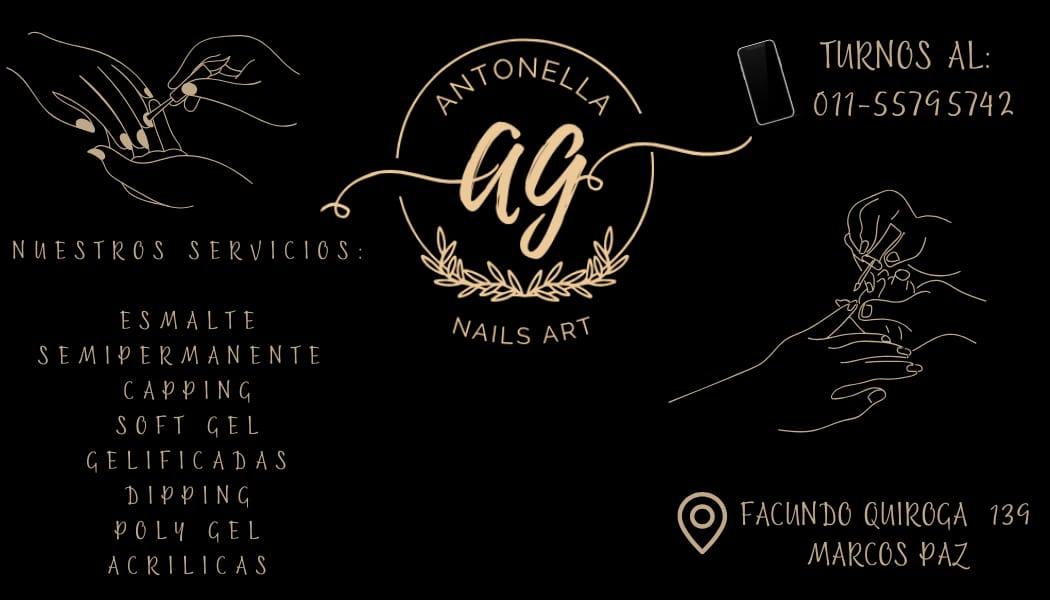 ANTONELLA
ag
NAILS ART
TURNOS AL:
011-55795742
NUESTROS SERVICIOS:
ESMALTE
SEMIPERMANENTE
CAPPING
SOFT GEL
GELIFICADAS
DIPPING
POLY GEL
ACRILICAS
FACUNDO QUIROGA 139
MARCOS PAZ